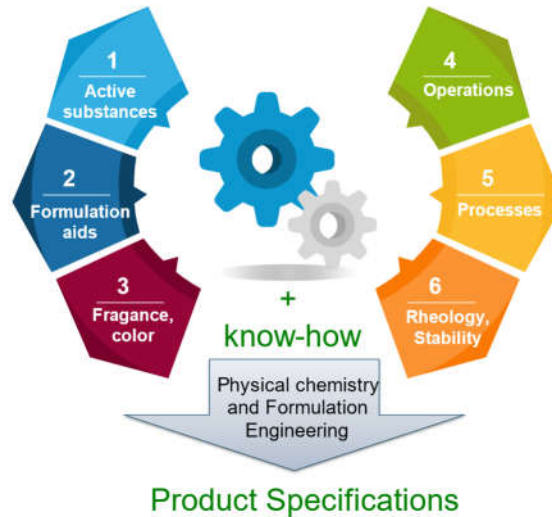 1
Active
substances
2
Formulation
aids
3
Fragance,
color
4
Operations
5
Processes
6
Rheology,
Stability
+
know-how
Physical chemistry
and Formulation
Engineering
Product Specifications